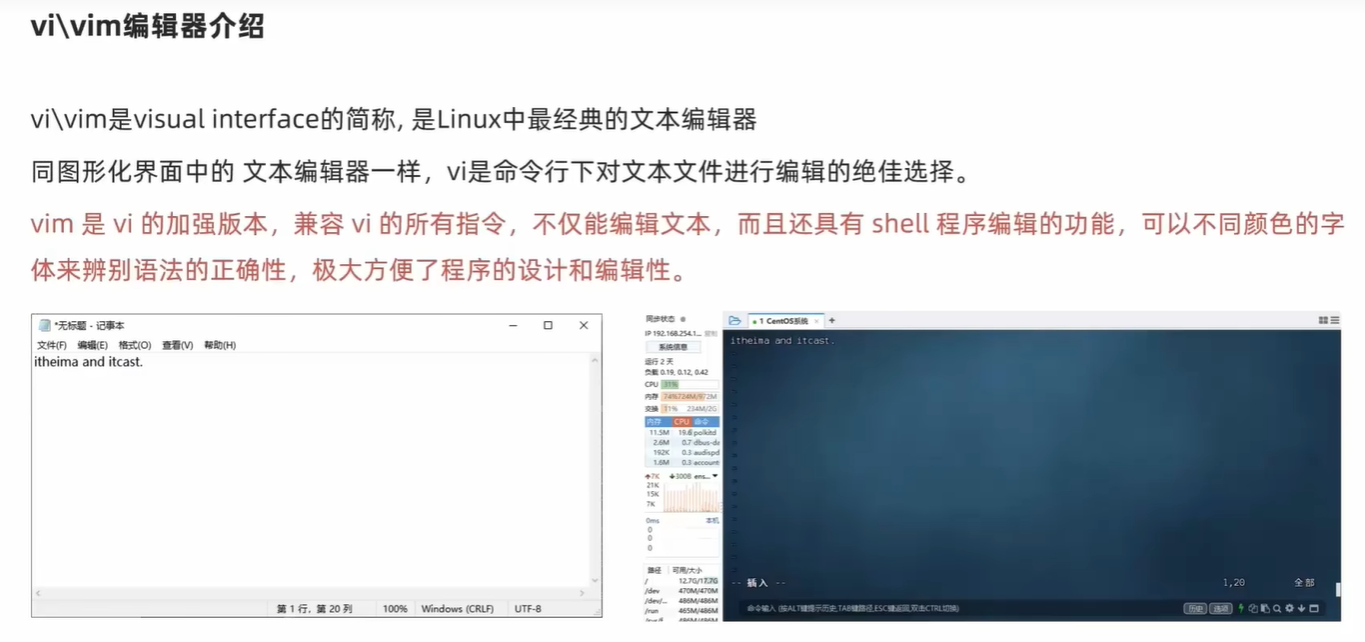 vi\vim编辑器介绍
vi\vim是visual interface的简称, 是Linux中最经典的文本编辑器
同图形化界面中的 文本编辑器一样，vi是命令行下对文本文件进行编辑的绝佳选择。
vim 是 vi 的加强版本，兼容 vi 的所有指令，不仅能编辑文本，而且还具有 shell 程序编辑的功能，可以不同颜色的字
体来辨别语法的正确性，极大方便了程序的设计和编辑性。
*无标题 - 记事本
文件(F) 编辑(E) 格式(O) 查看(V) 帮助(H)
itheima and itcast.
第 1 行，第 20 列 100% Windows (CRLF) UTF-8
同步状态
IP 192.168.254.1...
系统信息
运行 2 天
负载 0.19, 0.12, 0.42
CPU 31%
内存 74% 724M/972M
交换 11% 234M/2G
内存 CPU 命令
11.5M 19.6 polkitd
2.6M 0.7 dbus-da
192K 0.3 audispd
1.6M 0.3 account
7K 300B ens...
21K
15K
7K
0ms 本机
0
0
0
路径 可用/大小
/ 12.7G/17.7G
/dev 470M/470M
/dev/... 486M/486M
/run 465M/486M
1 CentOS系统 × +
itheima and itcast.
-- 插入 -- 1,20 全部
命令输入 (按ALT键提示历史,TAB键路径,ESC键返回,双击CTRL切换) 历史 选项